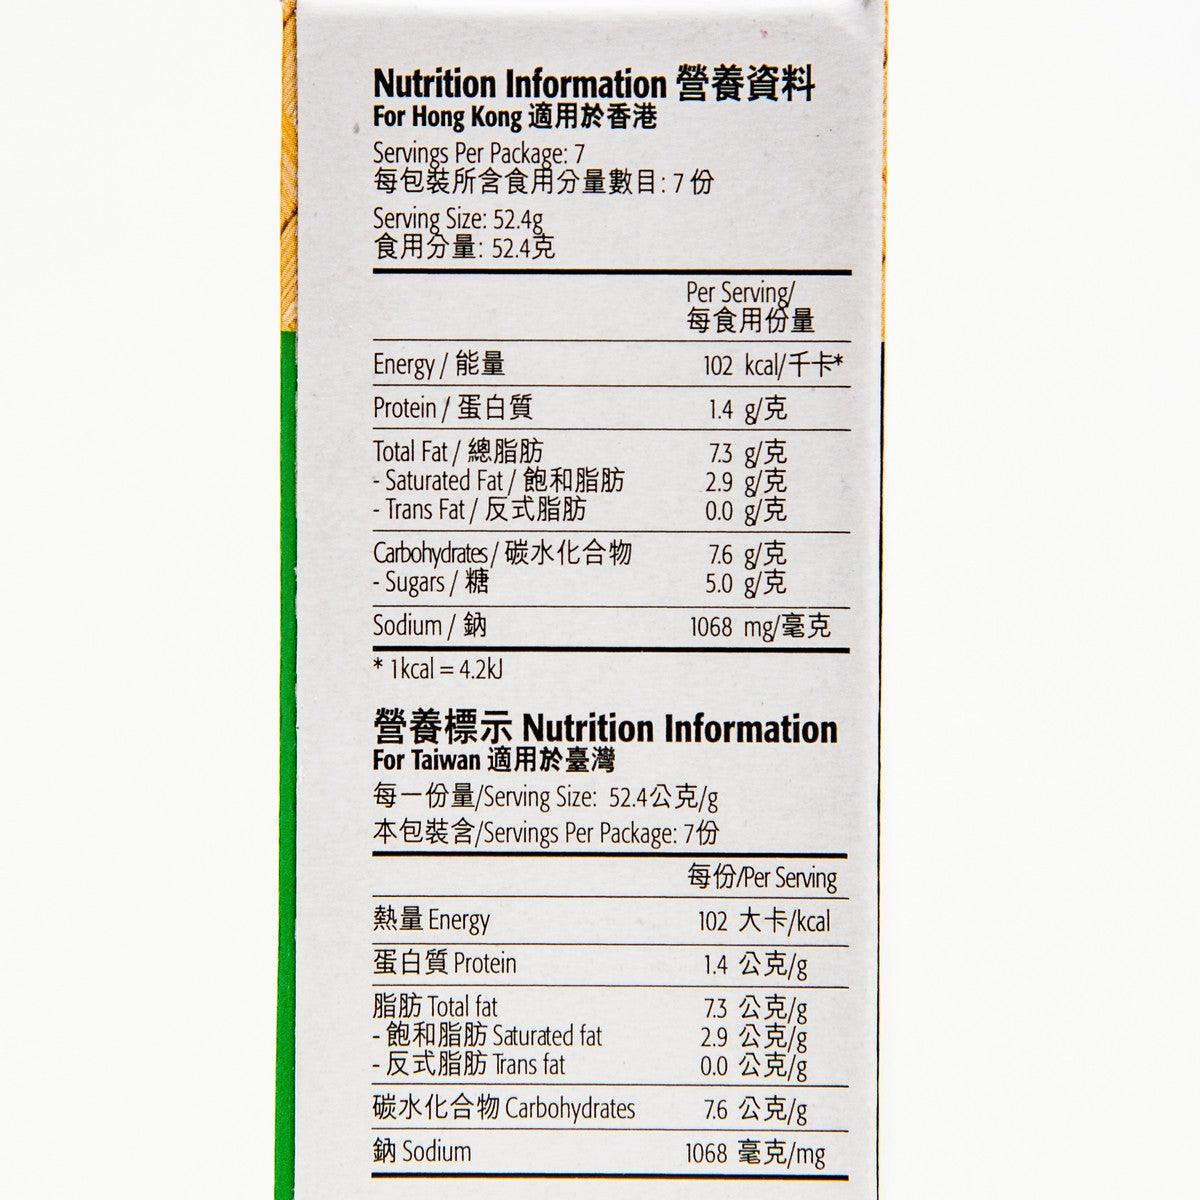 Nutrition Information 營養資料
For Hong Kong 適用於香港
Servings Per Package: 7
每包裝所含食用分量數目: 7 份
Serving Size: 52.4g
食用分量: 52.4克
Per Serving/
每食用份量
Energy / 能量 102 kcal/千卡*
Protein / 蛋白質 1.4 g/克
Total Fat / 總脂肪 7.3 g/克
- Saturated Fat / 飽和脂肪 2.9 g/克
- Trans Fat / 反式脂肪 0.0 g/克
Carbohydrates / 碳水化合物 7.6 g/克
- Sugars / 糖 5.0 g/克
Sodium / 鈉 1068 mg/毫克
* 1kcal = 4.2kJ
營養標示 Nutrition Information
For Taiwan 適用於臺灣
每一份量/Serving Size: 52.4公克/g
本包裝含/Servings Per Package: 7份
每份/Per Serving
熱量 Energy 102 大卡/kcal
蛋白質 Protein 1.4 公克/g
脂肪 Total fat 7.3 公克/g
- 飽和脂肪 Saturated fat 2.9 公克/g
- 反式脂肪 Trans fat 0.0 公克/g
碳水化合物 Carbohydrates 7.6 公克/g
鈉 Sodium 1068 毫克/mg